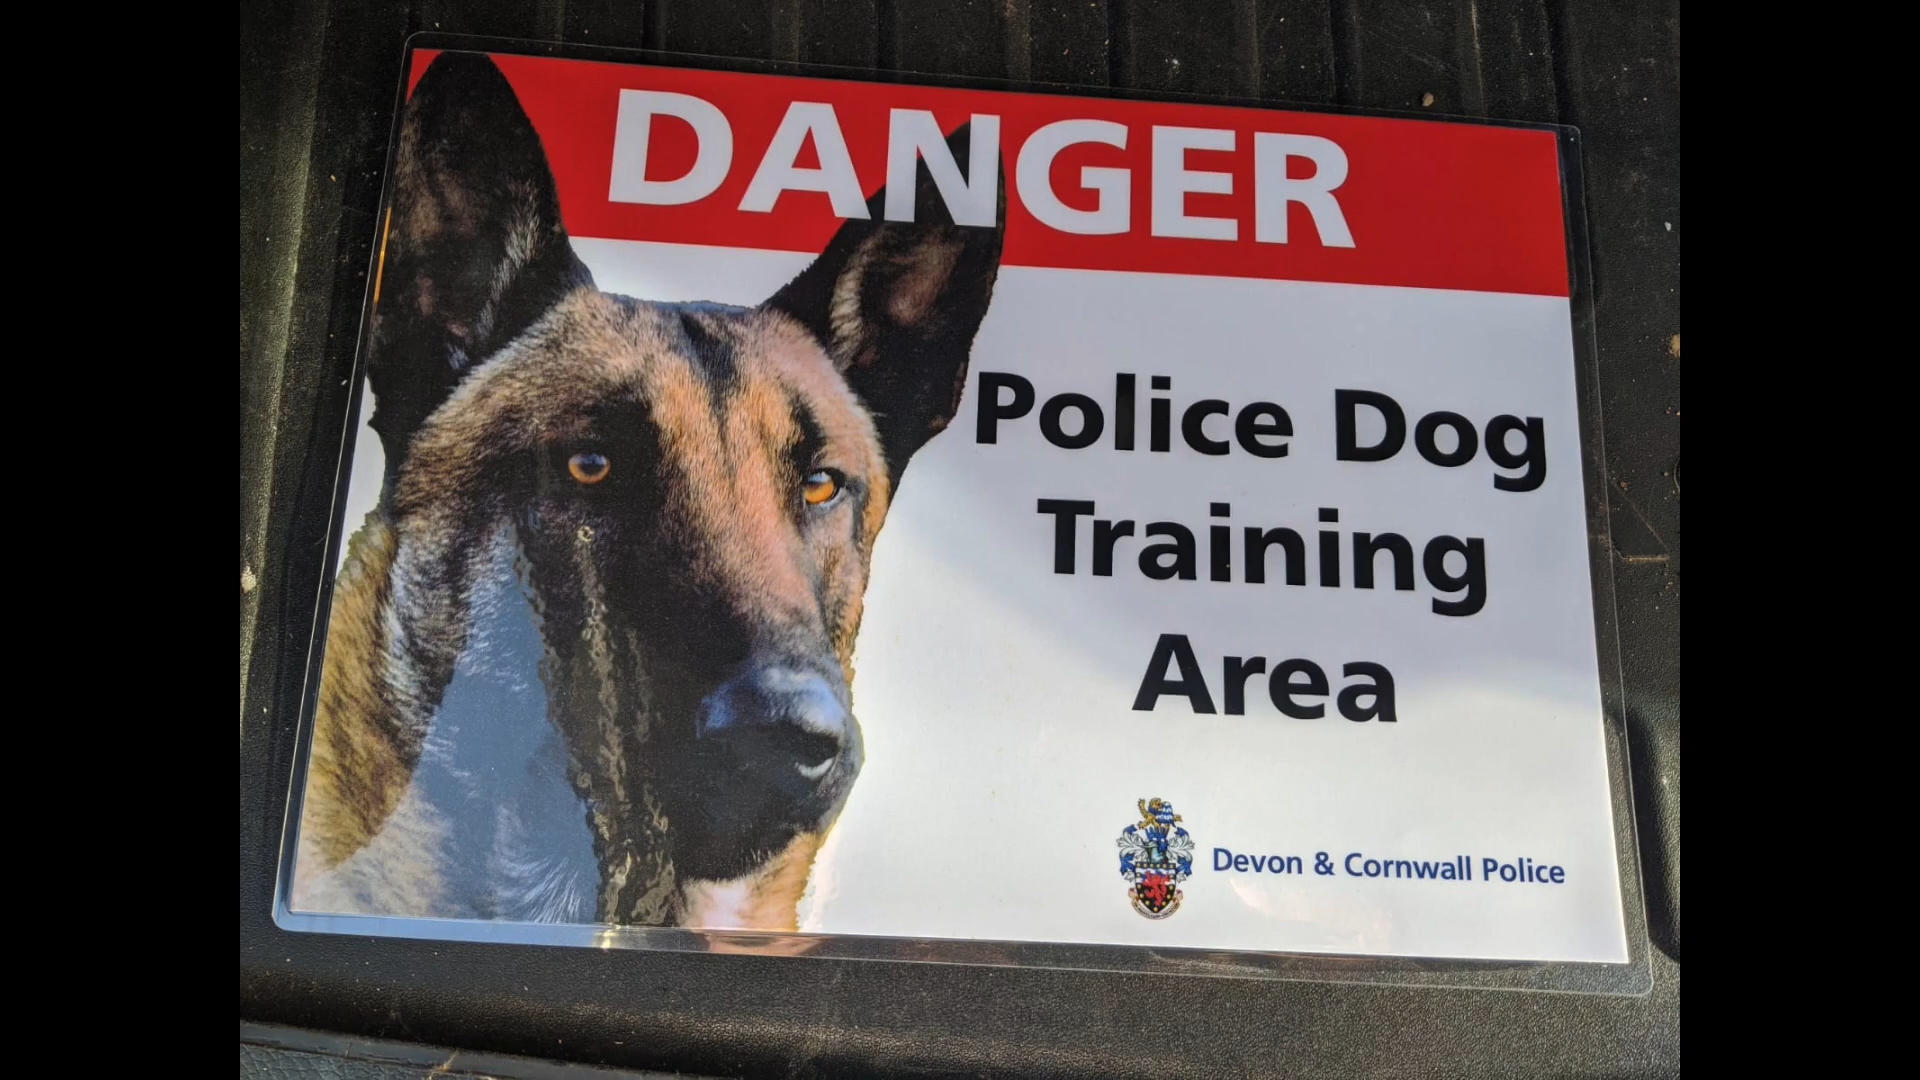 DANGER
Police Dog
Training
Area
Devon & Cornwall Police